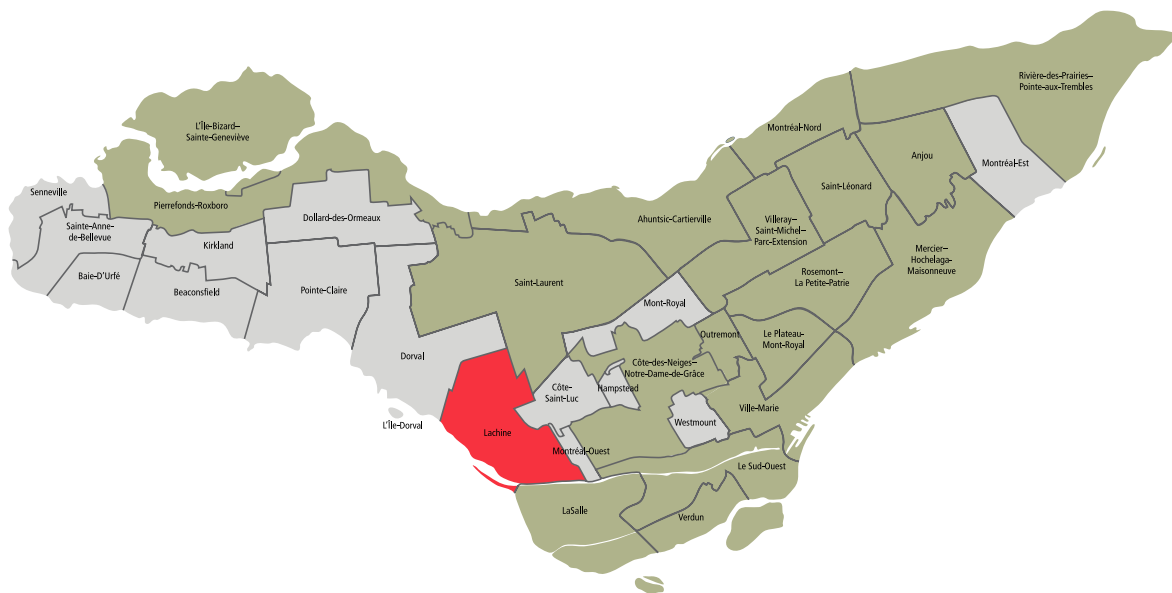 Rivière-des-Prairies–
Pointe-aux-Trembles
L'Île-Bizard–
Sainte-Geneviève
Montréal-Nord
Anjou
Montréal-Est
Saint-Léonard
Senneville
Pierrefonds-Roxboro
Dollard-des-Ormeaux
Ahuntsic-Cartierville
Villeray-
Saint-Michel-
Parc-Extension
Sainte-Anne-
de-Bellevue
Kirkland
Mercier–
Hochelaga-
Maisonneuve
Baie-D'Urfé
Beaconsfield
Pointe-Claire
Saint-Laurent
Rosemont–
La Petite-Patrie
Mont-Royal
Outremont
Le Plateau-
Mont-Royal
Dorval
Côte-des-Neiges–
Notre-Dame-de-Grâce
Côte-
Saint-Luc
Hampstead
Ville-Marie
L'Île-Dorval
Lachine
Westmount
Montréal-Ouest
Le Sud-Ouest
LaSalle
Verdun